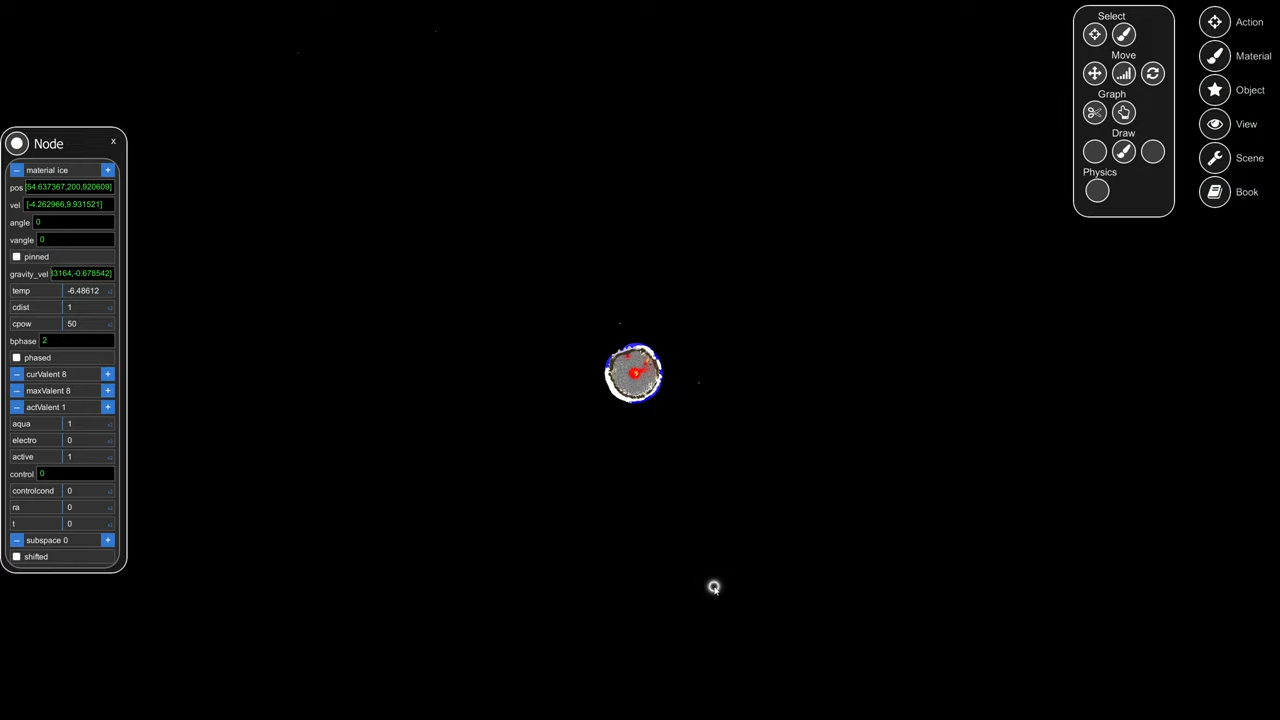 Select
Move
Graph
Draw
Physics
Action
Material
Object
View
Scene
Book
Node
x
– material ice +
pos 54.637367,200.920609]
vel [-4.262966,9.931521]
angle 0
vangle 0
pinned
gravity_vel 33164,-0.678542]
temp -6.48612
cdist 1
cpow 50
bphase 2
phased
– curValent 8 +
– maxValent 8 +
– actValent 1 +
aqua 1
electro 0
active 1
control 0
controlcond 0
ra 0
t 0
– subspace 0 +
shifted